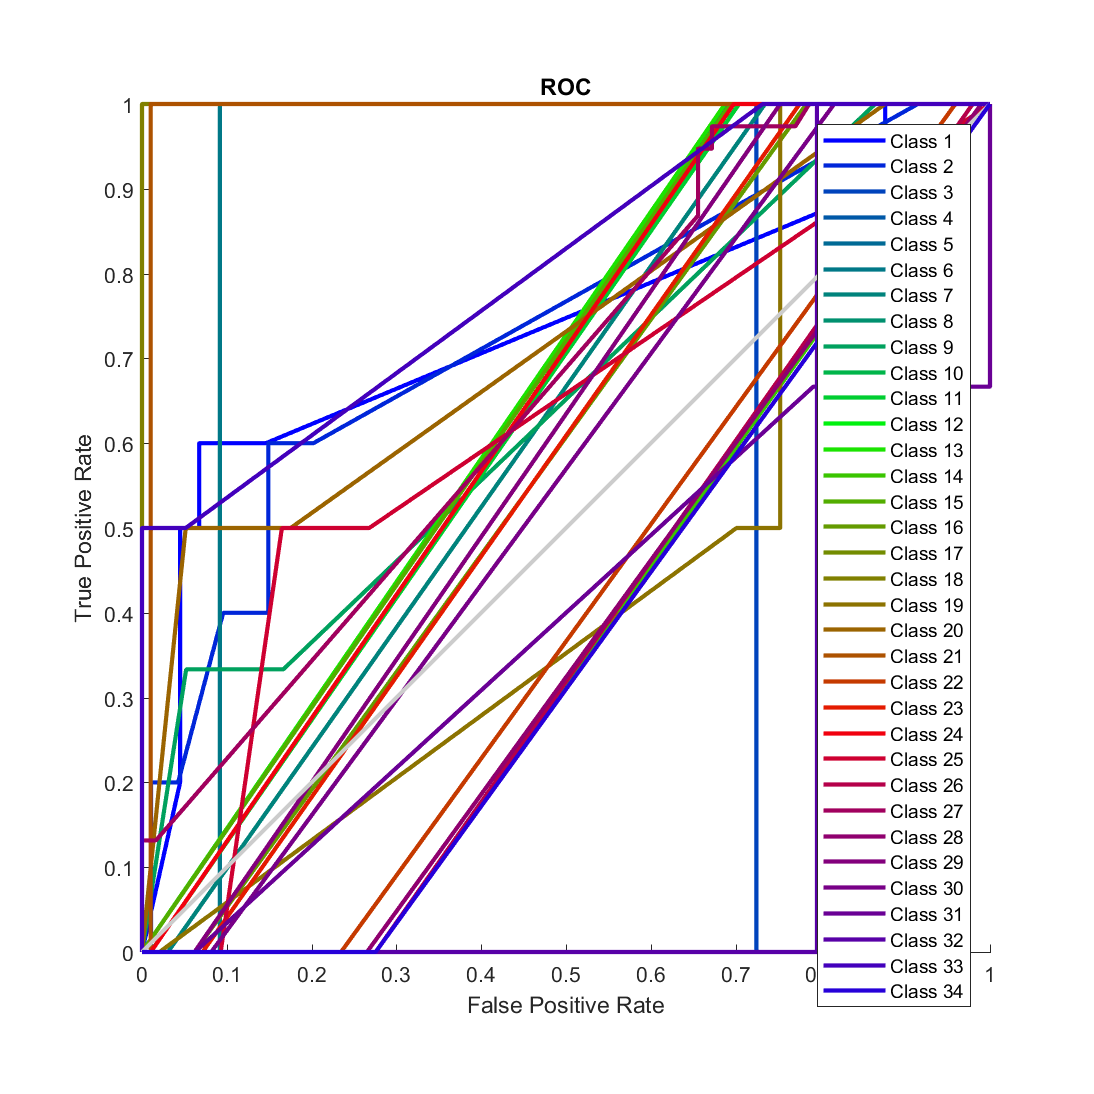 ROC
True Positive Rate
1
0.9
0.8
0.7
0.6
0.5
0.4
0.3
0.2
0.1
0
0 0.1 0.2 0.3 0.4 0.5 0.6 0.7 1
False Positive Rate
Class 1
Class 2
Class 3
Class 4
Class 5
Class 6
Class 7
Class 8
Class 9
Class 10
Class 11
Class 12
Class 13
Class 14
Class 15
Class 16
Class 17
Class 18
Class 19
Class 20
Class 21
Class 22
Class 23
Class 24
Class 25
Class 26
Class 27
Class 28
Class 29
Class 30
Class 31
Class 32
Class 33
Class 34